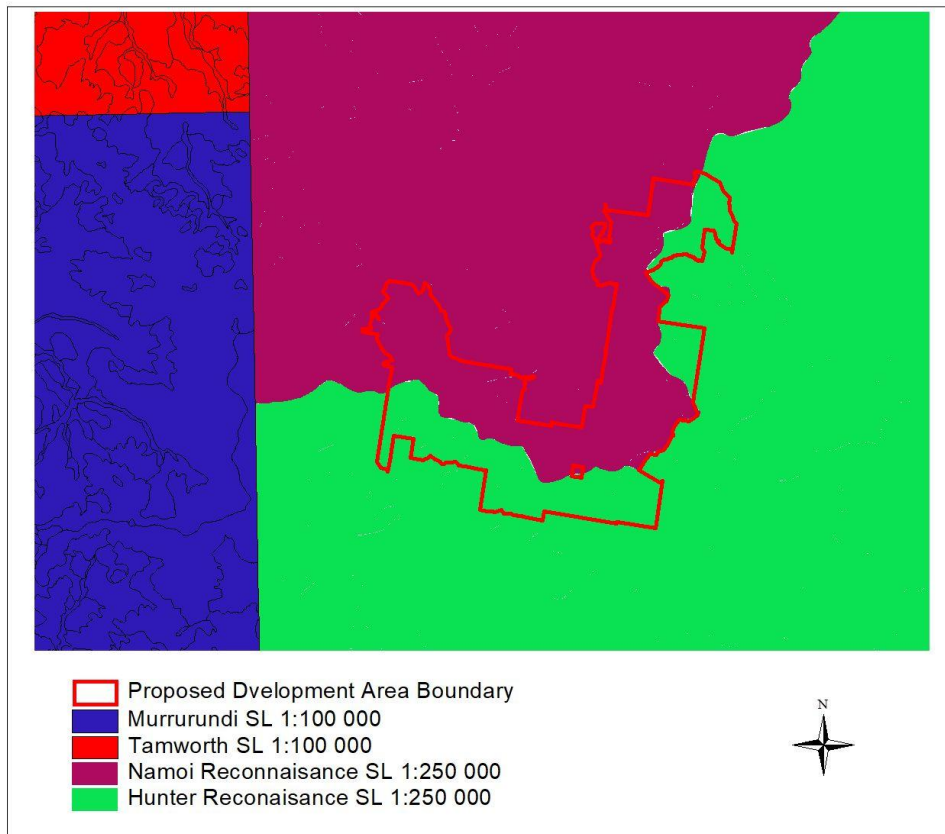 Proposed Dvelopment Area Boundary
Murrurundi SL 1:100 000
Tamworth SL 1:100 000
Namoi Reconnaisance SL 1:250 000
Hunter Reconaisance SL 1:250 000
N